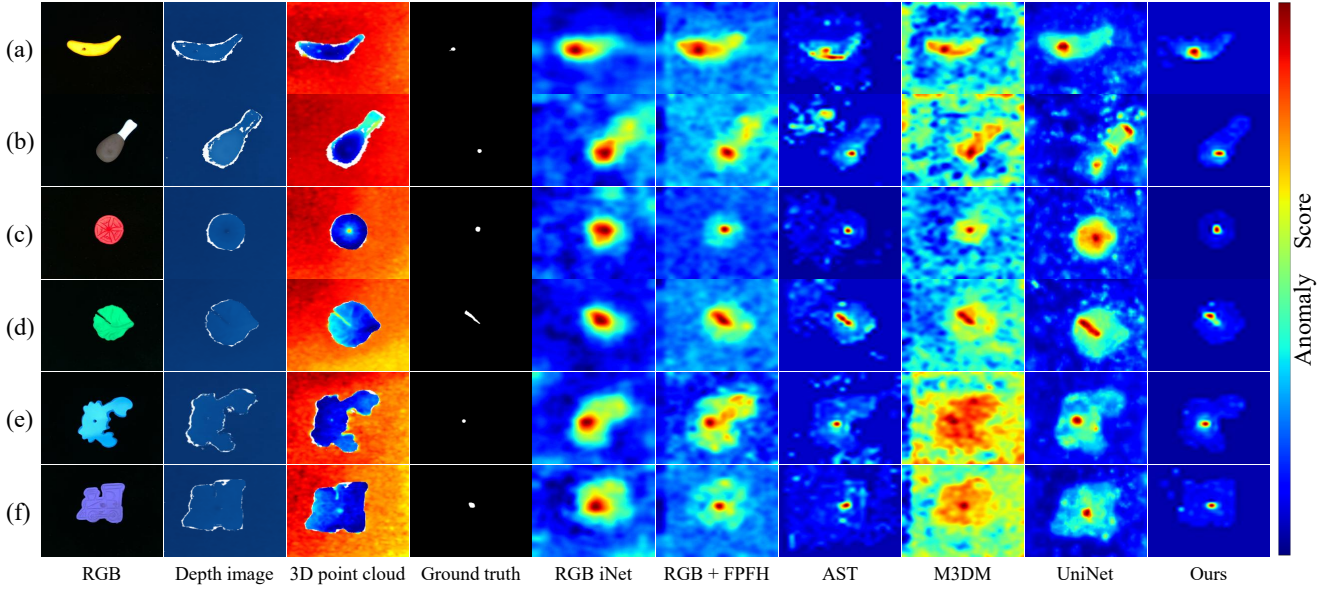 (a)
(b)
(c)
(d)
(e)
(f)
RGB
Depth image
3D point cloud
Ground truth
RGB iNet
RGB + FPFH
AST
M3DM
UniNet
Ours
Anomaly Score